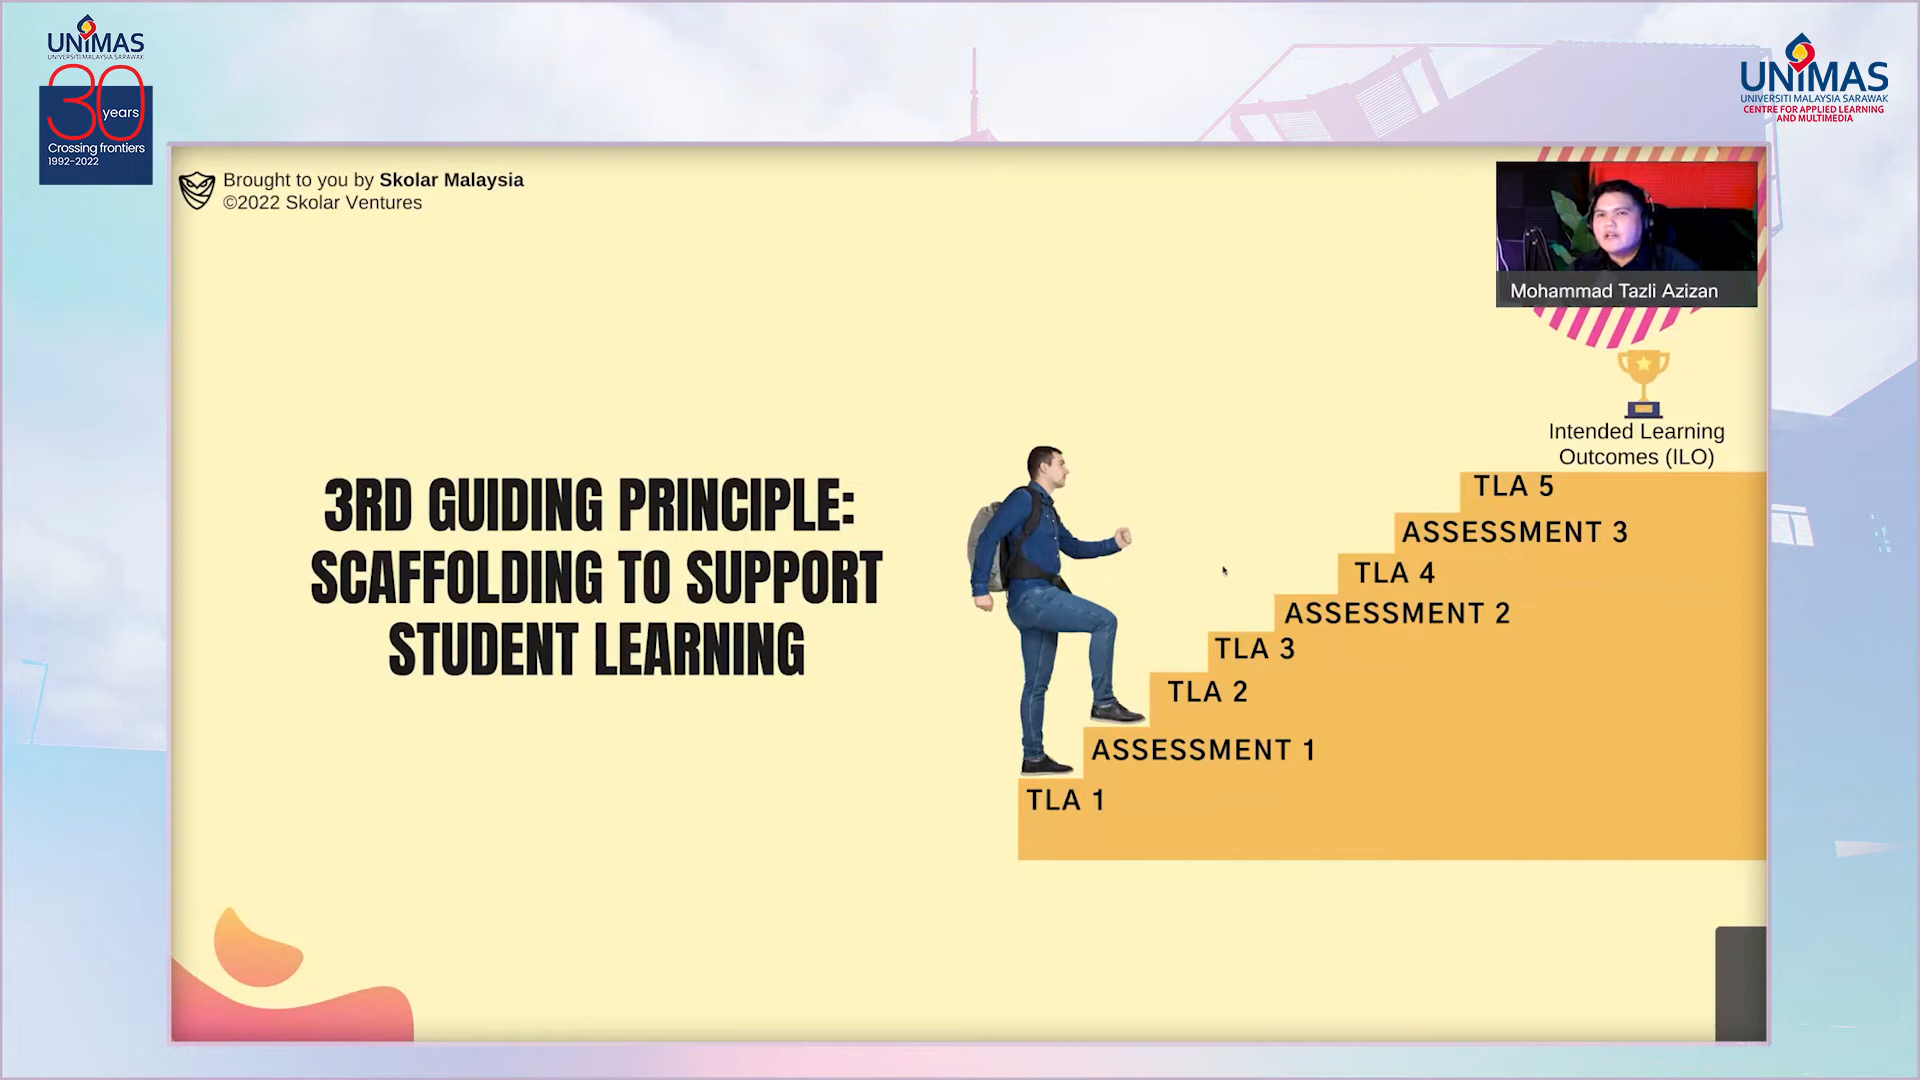 UNIMAS
UNIVERSITI MALAYSIA SARAWAK
30
years
Crossing frontiers
1992-2022
UNIMAS
UNIVERSITI MALAYSIA SARAWAK
CENTRE FOR APPLIED LEARNING
AND MULTIMEDIA
Brought to you by Skolar Malaysia
©2022 Skolar Ventures
Mohammad Tazli Azizan
Intended Learning
Outcomes (ILO)
3RD GUIDING PRINCIPLE:
SCAFFOLDING TO SUPPORT
STUDENT LEARNING
TLA 5
ASSESSMENT 3
TLA 4
ASSESSMENT 2
TLA 3
TLA 2
ASSESSMENT 1
TLA 1